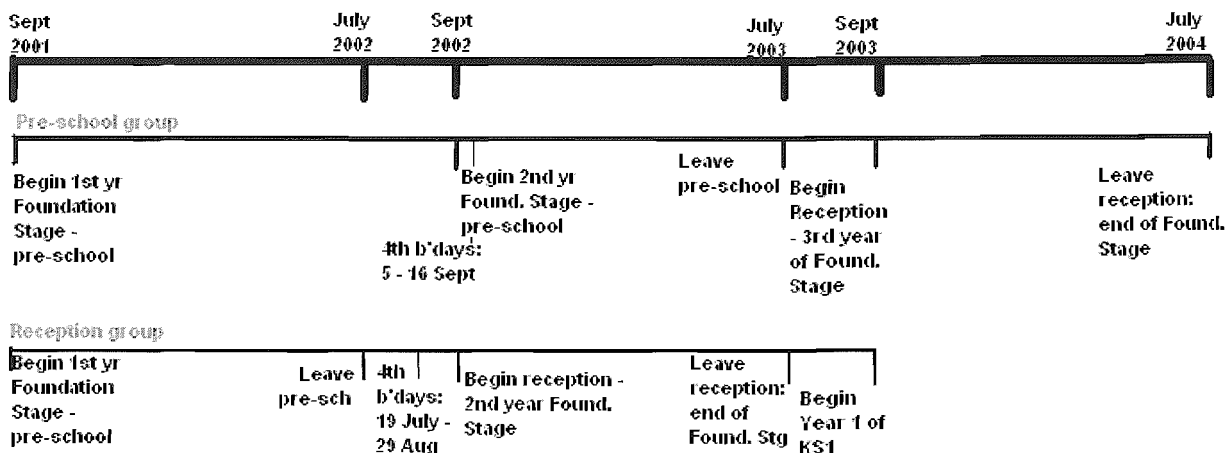 Sept
2001
July
2002
Sept
2002
July
2003
Sept
2003
July
2004
Pre-school group
Begin 1st yr
Foundation
Stage -
pre-school
Begin 2nd yr
Found. Stage -
pre-school
4th b'days:
5 - 16 Sept
Leave
pre-school
Begin
Reception
- 3rd year
of Found.
Stage
Leave
reception:
end of Found.
Stage
Reception group
Begin 1st yr
Foundation
Stage -
pre-school
Leave
pre-sch
4th
b'days:
19 July -
29 Aug
Begin reception -
2nd year Found.
Stage
Leave
reception:
end of
Found. Stg
Begin
Year 1 of
KS1